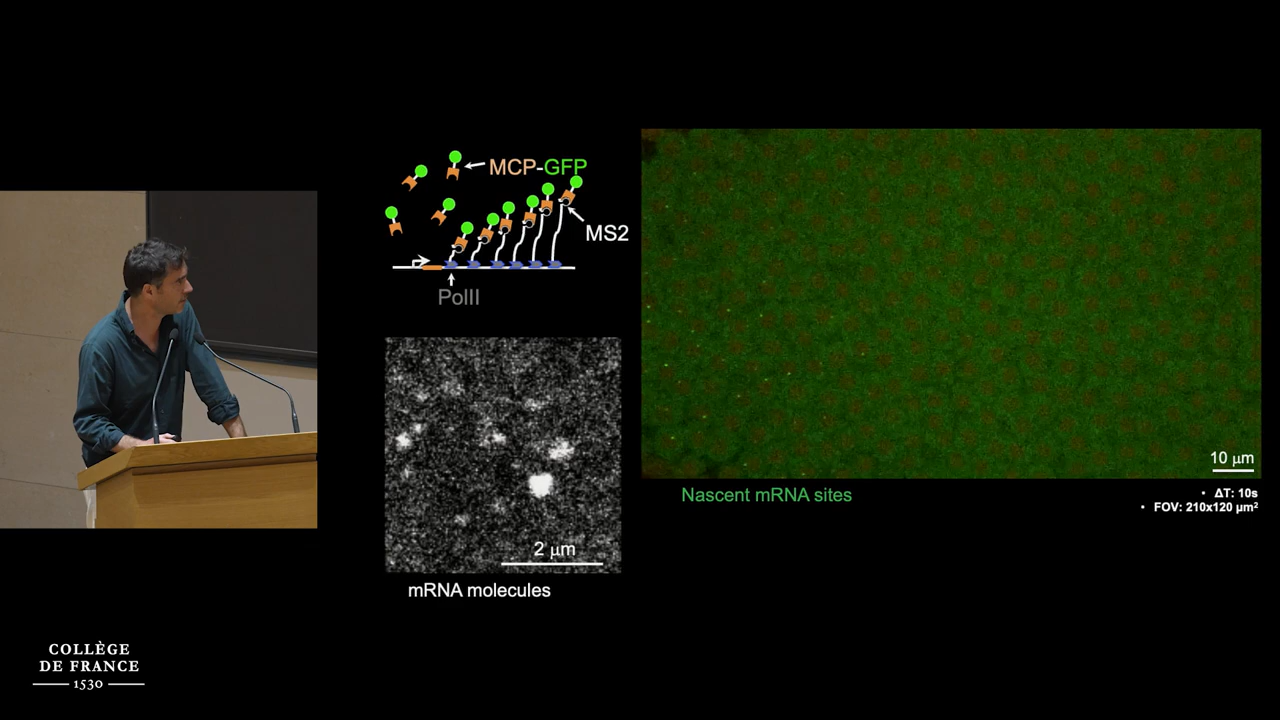 MCP-GFP
MS2
PolII
2 µm
mRNA molecules
10 µm
Nascent mRNA sites
• ΔT: 10s
• FOV: 210x120 µm²
COLLÈGE
DE FRANCE
1530